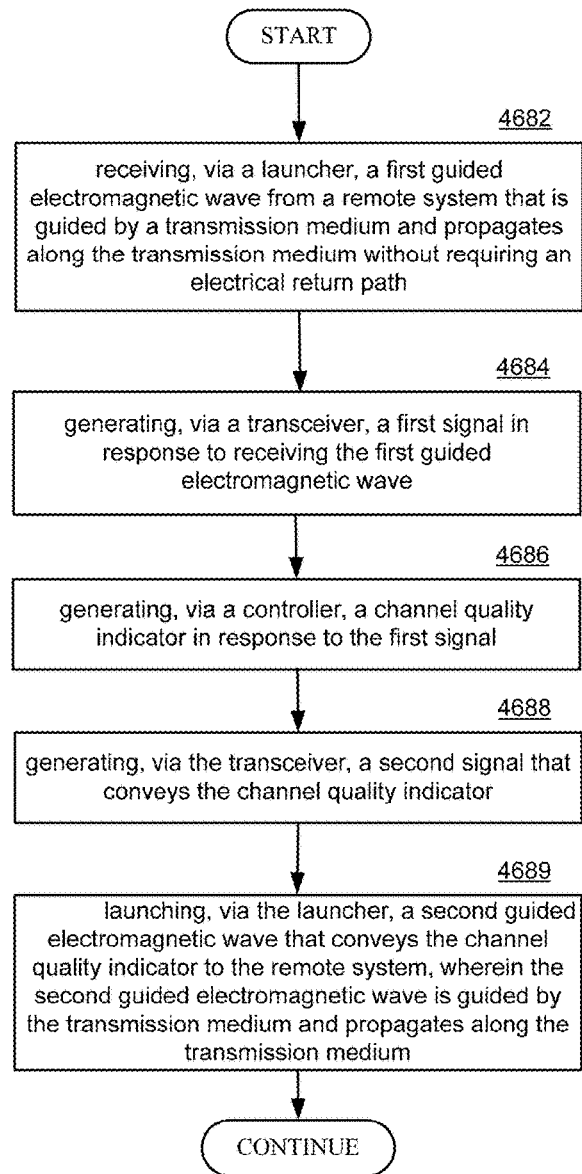 START
4682
receiving, via a launcher, a first guided
electromagnetic wave from a remote system that is
guided by a transmission medium and propagates
along the transmission medium without requiring an
electrical return path
4684
generating, via a transceiver, a first signal in
response to receiving the first guided
electromagnetic wave
4686
generating, via a controller, a channel quality
indicator in response to the first signal
4688
generating, via the transceiver, a second signal that
conveys the channel quality indicator
4689
launching, via the launcher, a second guided
electromagnetic wave that conveys the channel
quality indicator to the remote system, wherein the
second guided electromagnetic wave is guided by
the transmission medium and propagates along the
transmission medium
CONTINUE